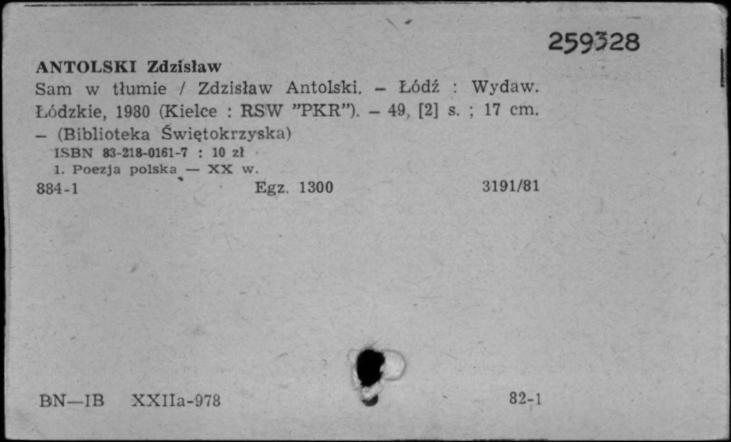 259328
ANTOLSKI Zdzisław
Sam w tłumie / Zdzisław Antolski. — Łódź : Wydaw.
Łódzkie, 1980 (Kielce : RSW ”PKR”). — 49, [2] s. ; 17 cm.
— (Biblioteka Świętokrzyska)
ISBN 83-218-0161-7 : 10 zł
1. Poezja polska — XX w.
884-1 Egz. 1300 3191/81
BN—IB XXIIa-978 82-1